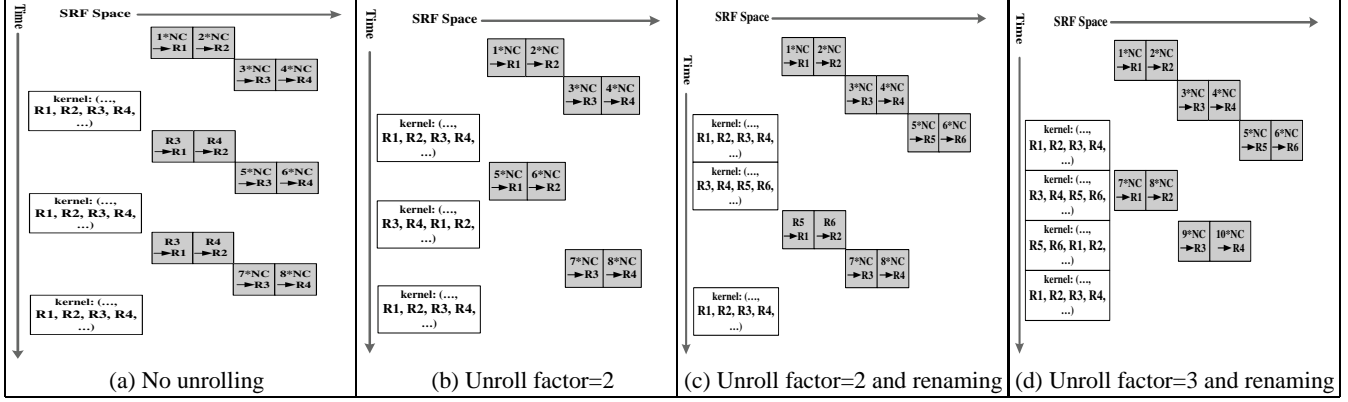 SRF Space
Time
1*NC 2*NC
→R1 →R2
3*NC 4*NC
→R3 →R4
kernel: (...,
R1, R2, R3, R4,
...)
R3 R4
→R1 →R2
5*NC 6*NC
→R3 →R4
kernel: (...,
R1, R2, R3, R4,
...)
R3 R4
→R1 →R2
7*NC 8*NC
→R3 →R4
kernel: (...,
R1, R2, R3, R4,
...)
(a) No unrolling
SRF Space
Time
1*NC 2*NC
→R1 →R2
3*NC 4*NC
→R3 →R4
kernel: (...,
R1, R2, R3, R4,
...)
5*NC 6*NC
→R1 →R2
kernel: (...,
R3, R4, R1, R2,
...)
7*NC 8*NC
→R3 →R4
kernel: (...,
R1, R2, R3, R4,
...)
(b) Unroll factor=2
SRF Space
Time
1*NC 2*NC
→R1 →R2
3*NC 4*NC
→R3 →R4
5*NC 6*NC
→R5 →R6
kernel: (...,
R1, R2, R3, R4,
...)
kernel: (...,
R3, R4, R5, R6,
...)
R5 R6
→R1 →R2
7*NC 8*NC
→R3 →R4
kernel: (...,
R1, R2, R3, R4,
...)
(c) Unroll factor=2 and renaming
SRF Space
Time
1*NC 2*NC
→R1 →R2
3*NC 4*NC
→R3 →R4
5*NC 6*NC
→R5 →R6
kernel: (...,
R1, R2, R3, R4,
...)
kernel: (...,
R3, R4, R5, R6,
...)
7*NC 8*NC
→R1 →R2
kernel: (...,
R5, R6, R1, R2,
...)
9*NC 10*NC
→R3 →R4
kernel: (...,
R1, R2, R3, R4,
...)
(d) Unroll factor=3 and renaming